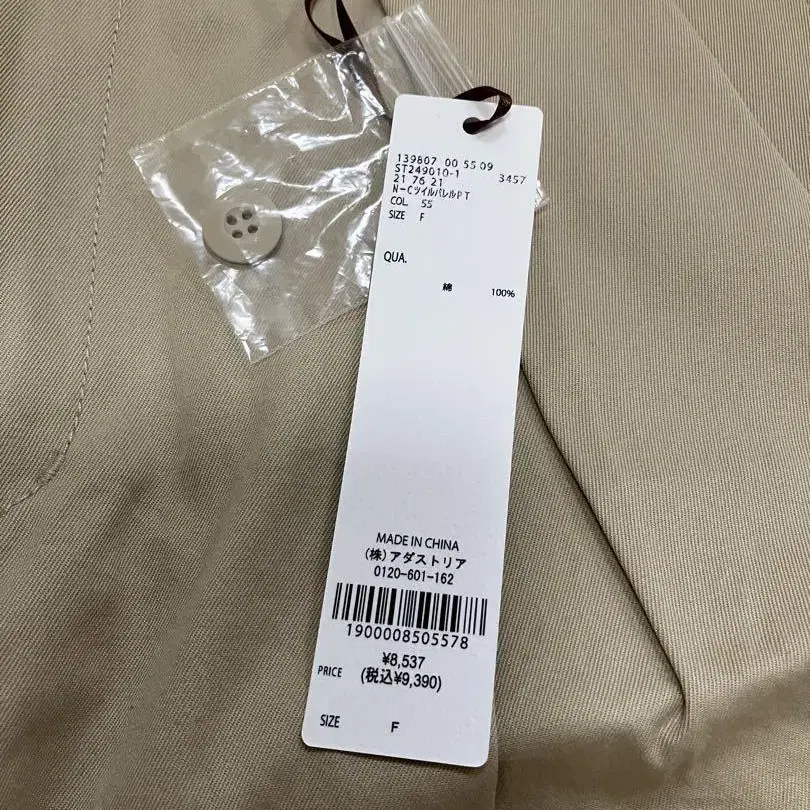 139807 00 55 09
ST249010-1 3457
21 76 21
N-CツイルバレルPT
COL. 55
SIZE F
QUA.
綿 100%
MADE IN CHINA
(株)アダストリア
0120-601-162
1900008505578
¥8,537
PRICE (税込¥9,390)
SIZE F